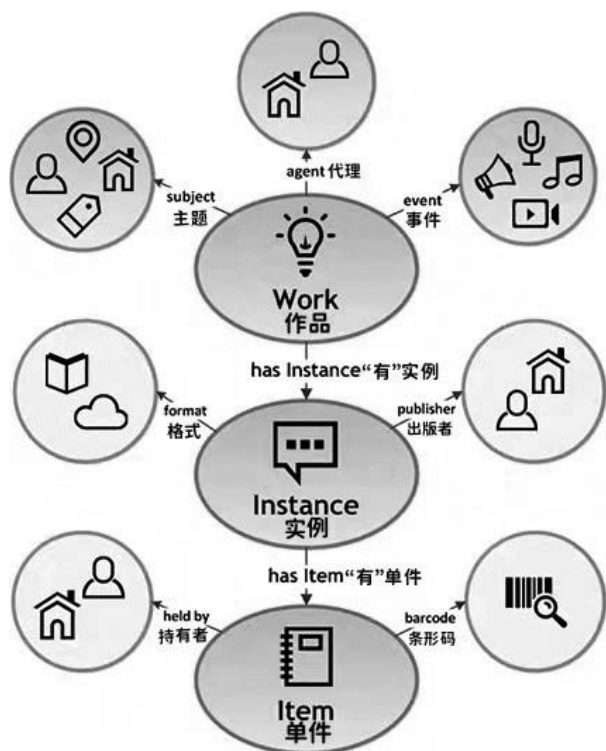 agent 代理
subject
主题
event
事件
Work
作品
has Instance“有”实例
format
格式
publisher
出版者
Instance
实例
has Item“有”单件
held by
持有者
barcode
条形码
Item
单件